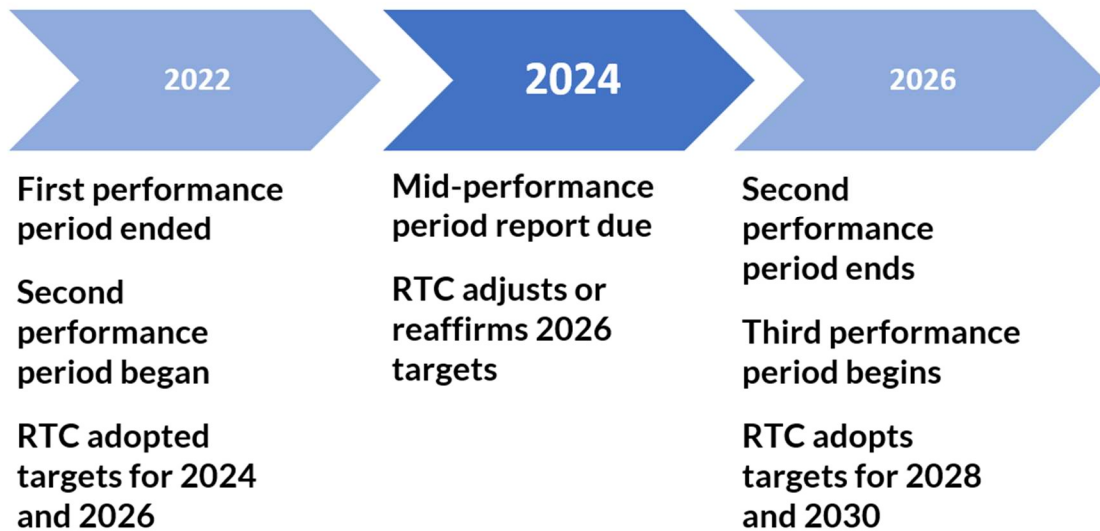 2022
First performance
period ended
Second
performance
period began
RTC adopted
targets for 2024
and 2026
2024
Mid-performance
period report due
RTC adjusts or
reaffirms 2026
targets
2026
Second
performance
period ends
Third performance
period begins
RTC adopts
targets for 2028
and 2030